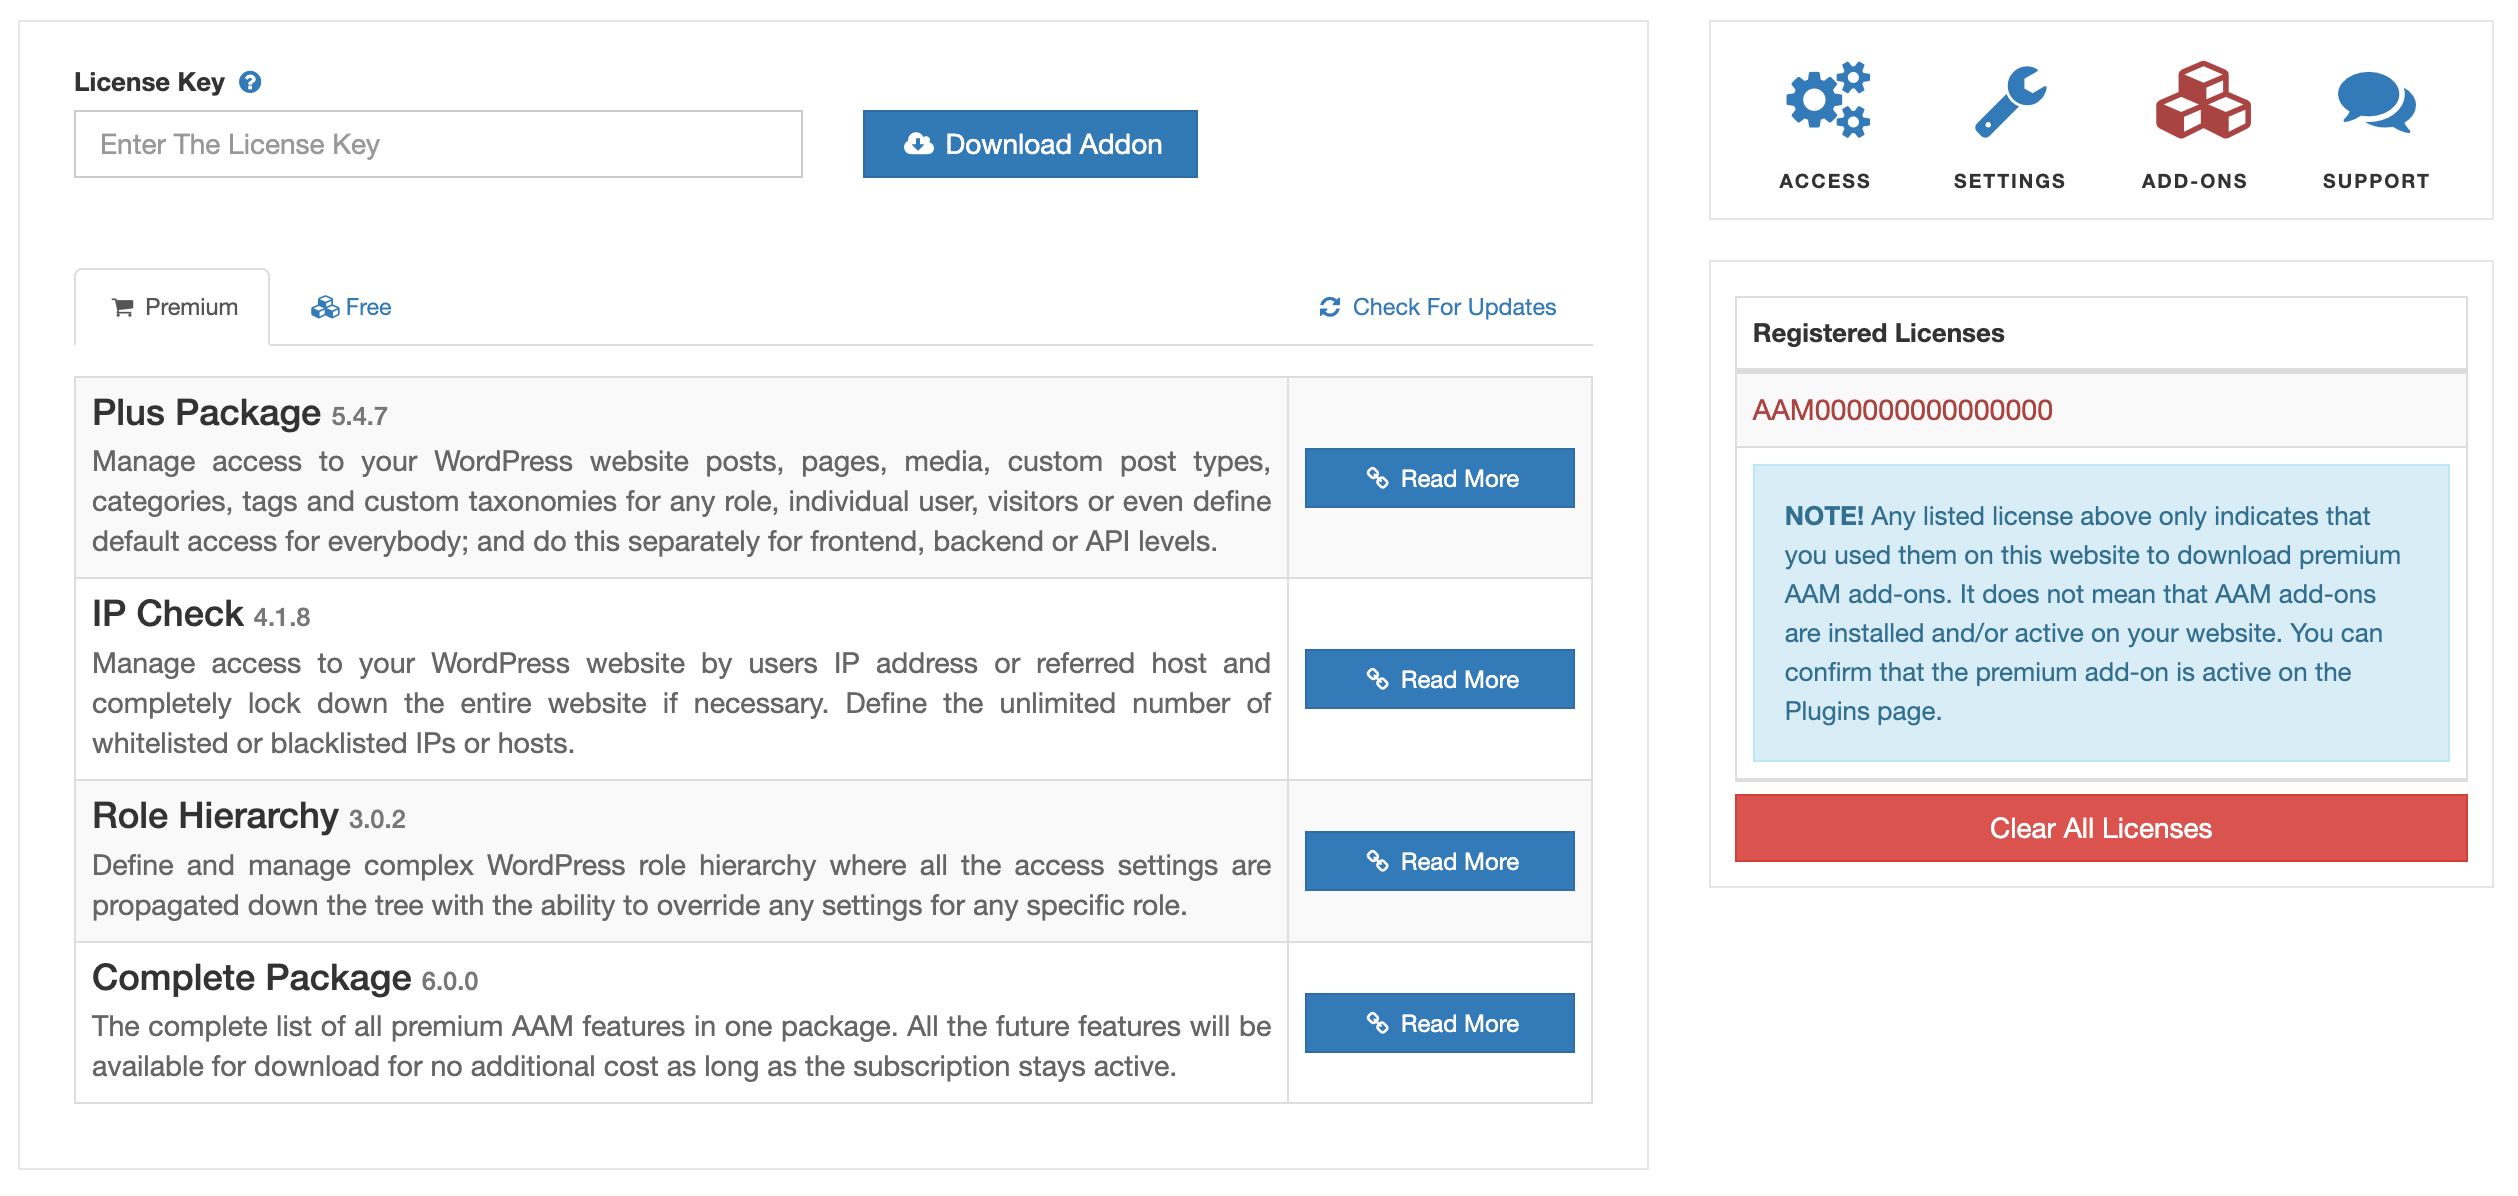 License Key
Enter The License Key
Download Addon
Premium
Free
Check For Updates
Plus Package 5.4.7
Manage access to your WordPress website posts, pages, media, custom post types,
categories, tags and custom taxonomies for any role, individual user, visitors or even define
default access for everybody; and do this separately for frontend, backend or API levels.
Read More
IP Check 4.1.8
Manage access to your WordPress website by users IP address or referred host and
completely lock down the entire website if necessary. Define the unlimited number of
whitelisted or blacklisted IPs or hosts.
Read More
Role Hierarchy 3.0.2
Define and manage complex WordPress role hierarchy where all the access settings are
propagated down the tree with the ability to override any settings for any specific role.
Read More
Complete Package 6.0.0
The complete list of all premium AAM features in one package. All the future features will be
available for download for no additional cost as long as the subscription stays active.
Read More
ACCESS
SETTINGS
ADD-ONS
SUPPORT
Registered Licenses
AAM000000000000000
NOTE! Any listed license above only indicates that
you used them on this website to download premium
AAM add-ons. It does not mean that AAM add-ons
are installed and/or active on your website. You can
confirm that the premium add-on is active on the
Plugins page.
Clear All Licenses